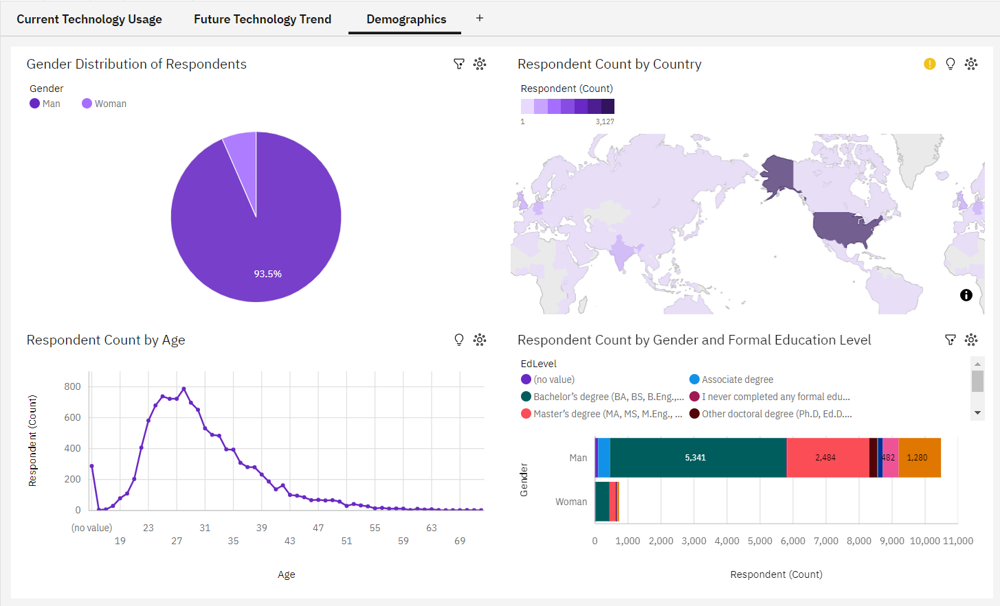 Current Technology Usage Future Technology Trend Demographics +
Gender Distribution of Respondents
Gender
Man Woman
93.5%
Respondent Count by Country
Respondent (Count)
1 3,127
Respondent Count by Age
Respondent (Count)
800
600
400
200
0
(no value) 23 31 39 47 55 63
19 27 35 43 51 59 69
Age
Respondent Count by Gender and Formal Education Level
EdLevel
(no value) Associate degree
Bachelor’s degree (BA, BS, B.Eng.,... I never completed any formal edu...
Master’s degree (MA, MS, M.Eng., ... Other doctoral degree (Ph.D, Ed.D....
Gender
Man 5,341 2,484 482 1,280
Woman
0 1,000 2,000 3,000 4,000 5,000 6,000 7,000 8,000 9,000 10,000 11,000
Respondent (Count)